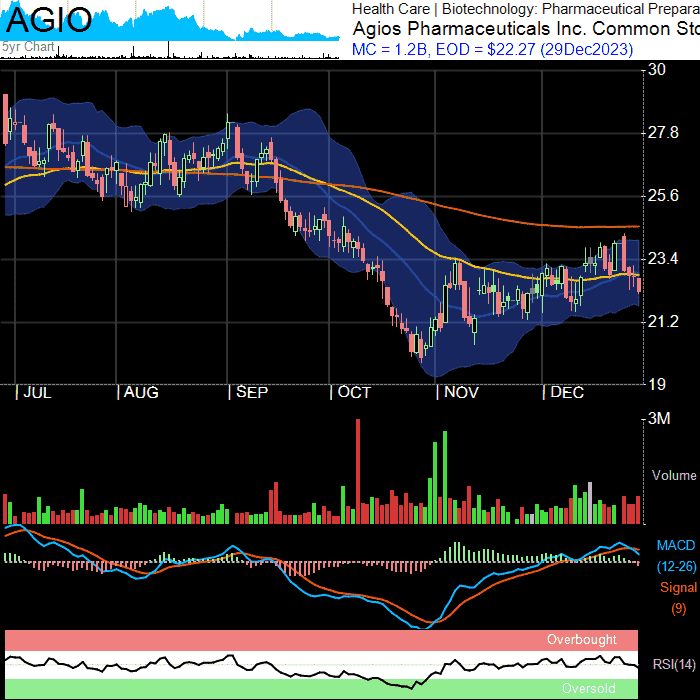 AGIO
5yr Chart
Health Care | Biotechnology: Pharmaceutical Prepara
Agios Pharmaceuticals Inc. Common Sto
MC = 1.2B, EOD = $22.27 (29Dec2023)
30
27.8
25.6
23.4
21.2
19
| JUL | AUG | SEP | OCT | NOV | DEC
3M
Volume
MACD
(12-26)
Signal
(9)
Overbought
RSI(14)
Oversold